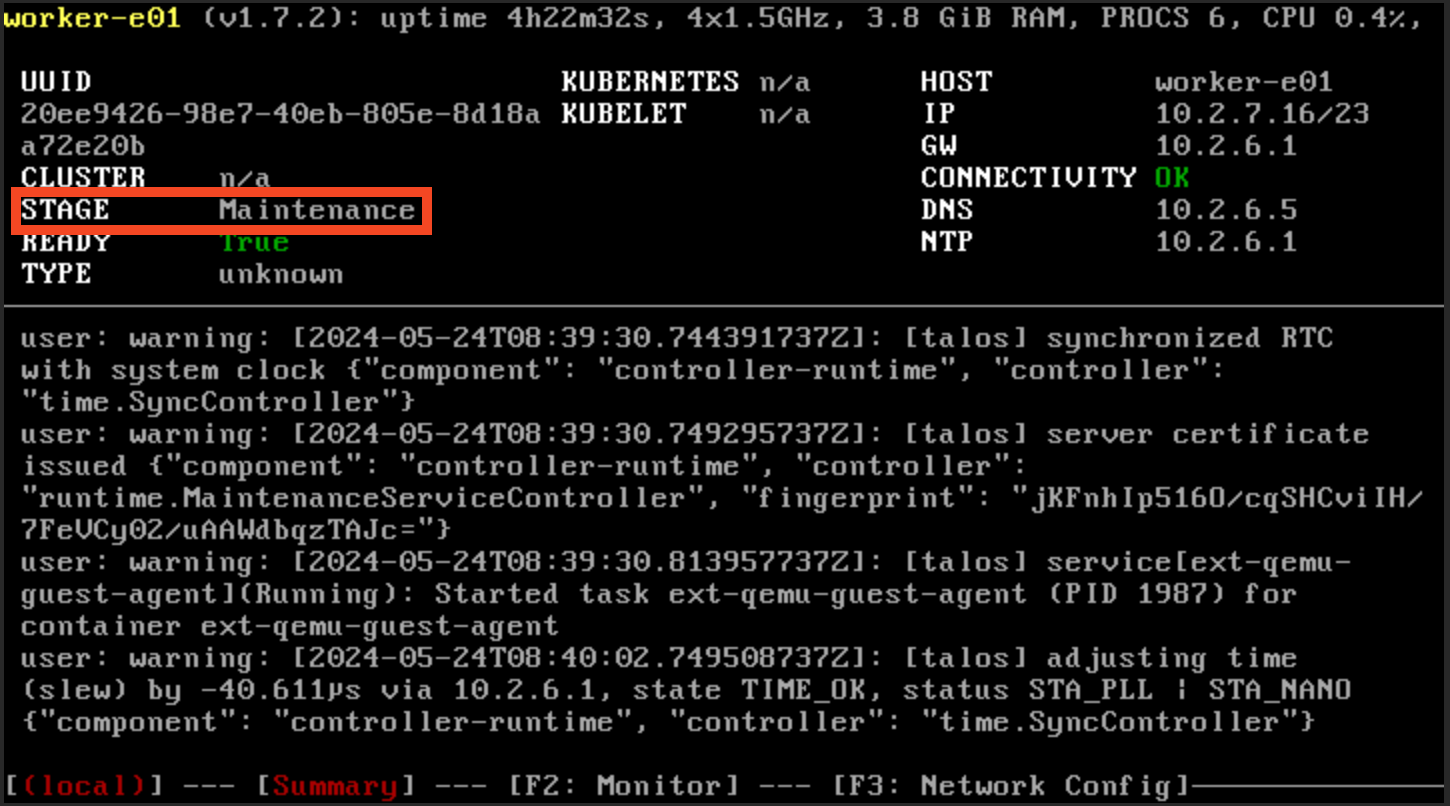 worker-e01 (v1.7.2): uptime 4h22m32s, 4x1.5GHz, 3.8 GiB RAM, PROCS 6, CPU 0.4%,
UUID KUBERNETES n/a HOST worker-e01
20ee9426-98e7-40eb-805e-8d18a KUBELET n/a IP 10.2.7.16/23
a72e20b GW 10.2.6.1
CLUSTER n/a CONNECTIVITY OK
STAGE Maintenance DNS 10.2.6.5
READY True NTP 10.2.6.1
TYPE unknown
user: warning: [2024-05-24T08:39:30.744391737Z]: [talos] synchronized RTC
with system clock {"component": "controller-runtime", "controller":
"time.SyncController"}
user: warning: [2024-05-24T08:39:30.749295737Z]: [talos] server certificate
issued {"component": "controller-runtime", "controller":
"runtime.MaintenanceServiceController", "fingerprint": "jKFnhIp516O/cqSHCviIH/
7FeVCy02/uAAWdbqzTAJc="}
user: warning: [2024-05-24T08:39:30.813957737Z]: [talos] service[ext-qemu-
guest-agent](Running): Started task ext-qemu-guest-agent (PID 1987) for
container ext-qemu-guest-agent
user: warning: [2024-05-24T08:40:02.749508737Z]: [talos] adjusting time
(slew) by -40.611µs via 10.2.6.1, state TIME_OK, status STA_PLL | STA_NANO
{"component": "controller-runtime", "controller": "time.SyncController"}
[(local)] --- [Summary] --- [F2: Monitor] --- [F3: Network Config]